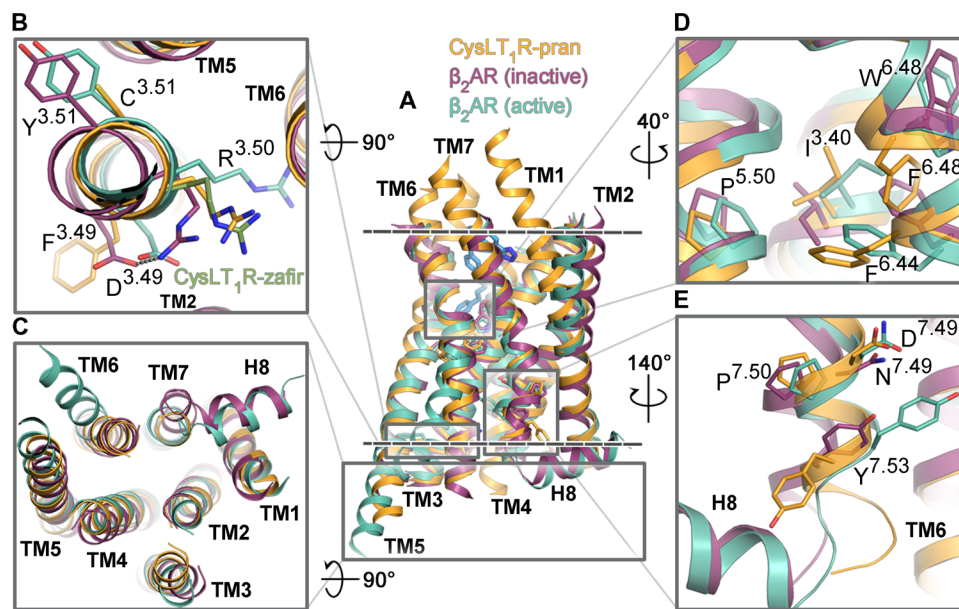 B
TM5
C3.51
Y3.51
TM6
R3.50
F3.49
D3.49
CysLT1R-zafir
TM2
90°
CysLT1R-pran
β2AR (inactive)
β2AR (active)
A
TM7
TM1
TM6
TM2
TM3
TM4
H8
TM5
40°
140°
90°
D
W6.48
I3.40
P5.50
F6.48
F6.44
C
TM6
TM7
H8
TM5
TM4
TM2
TM1
TM3
E
D7.49
P7.50
N7.49
Y7.53
H8
TM6